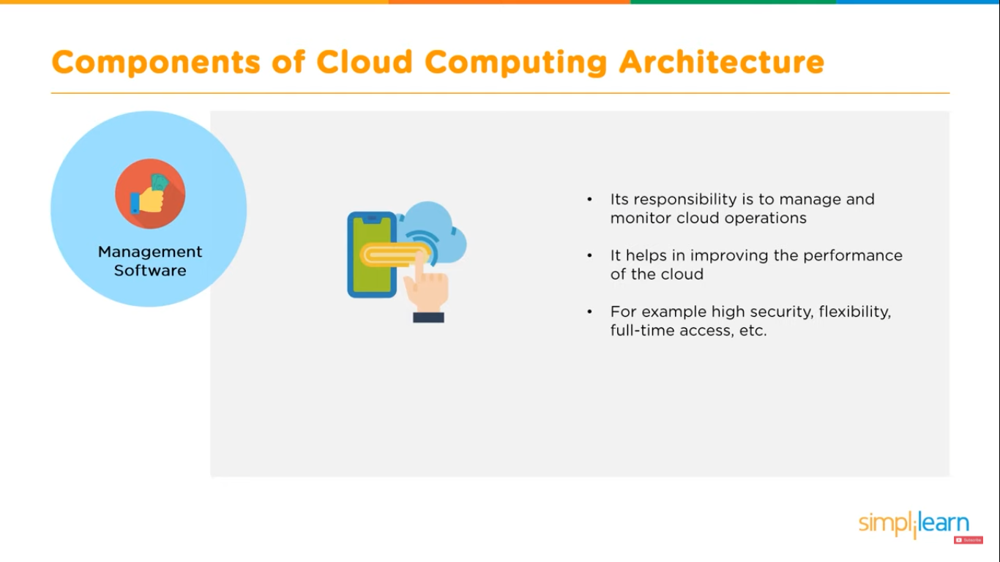 Components of Cloud Computing Architecture
Management
Software
• Its responsibility is to manage and
monitor cloud operations
• It helps in improving the performance
of the cloud
• For example high security, flexibility,
full-time access, etc.
simplilearn
Subscribe